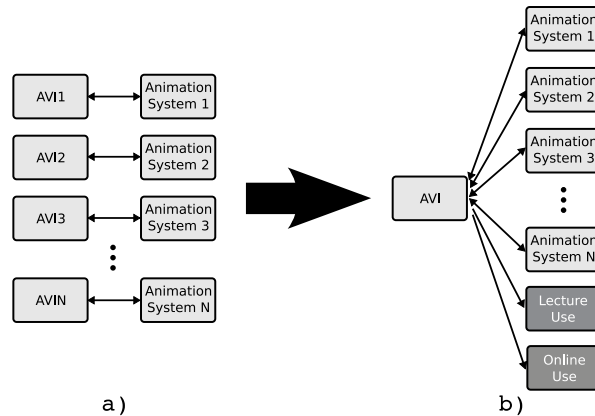 AVI1
Animation
System 1
AVI2
Animation
System 2
AVI3
Animation
System 3
AVIN
Animation
System N
a)
AVI
Animation
System 1
Animation
System 2
Animation
System 3
Animation
System N
Lecture
Use
Online
Use
b)